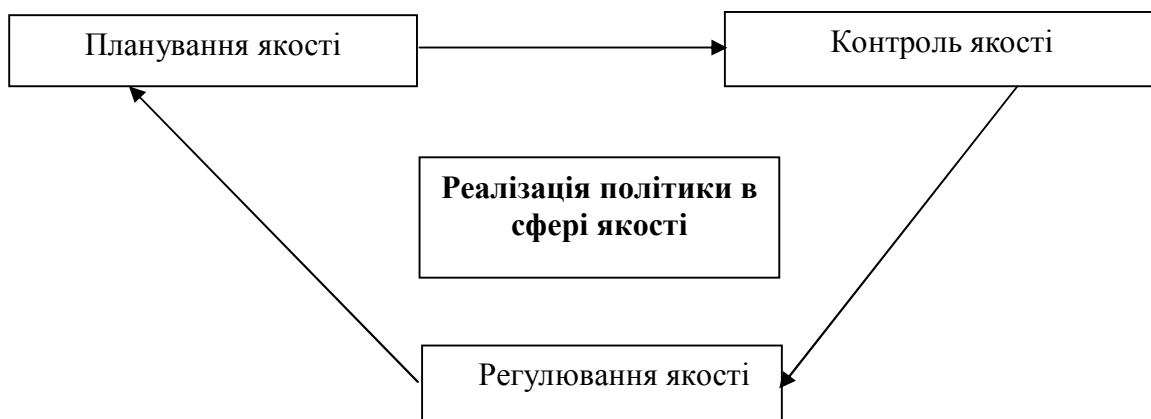 Планування якості
Контроль якості
Реалізація політики в
сфері якості
Регулювання якості